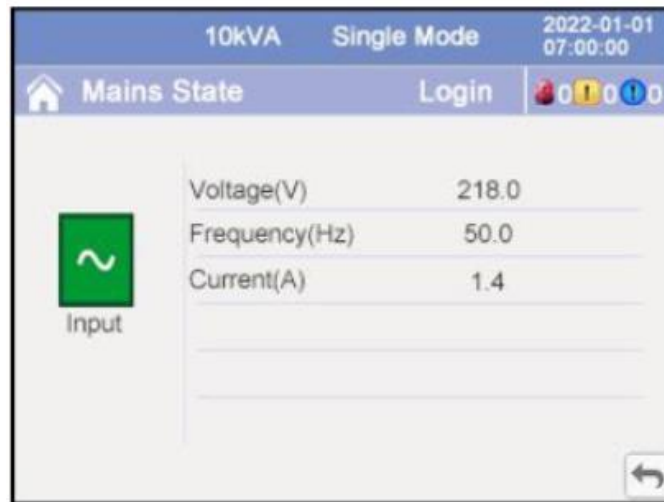 10kVA Single Mode 2022-01-01
07:00:00
Mains State Login 0 ! 0 ! 0
Voltage(V) 218.0
Frequency(Hz) 50.0
Current(A) 1.4
Input